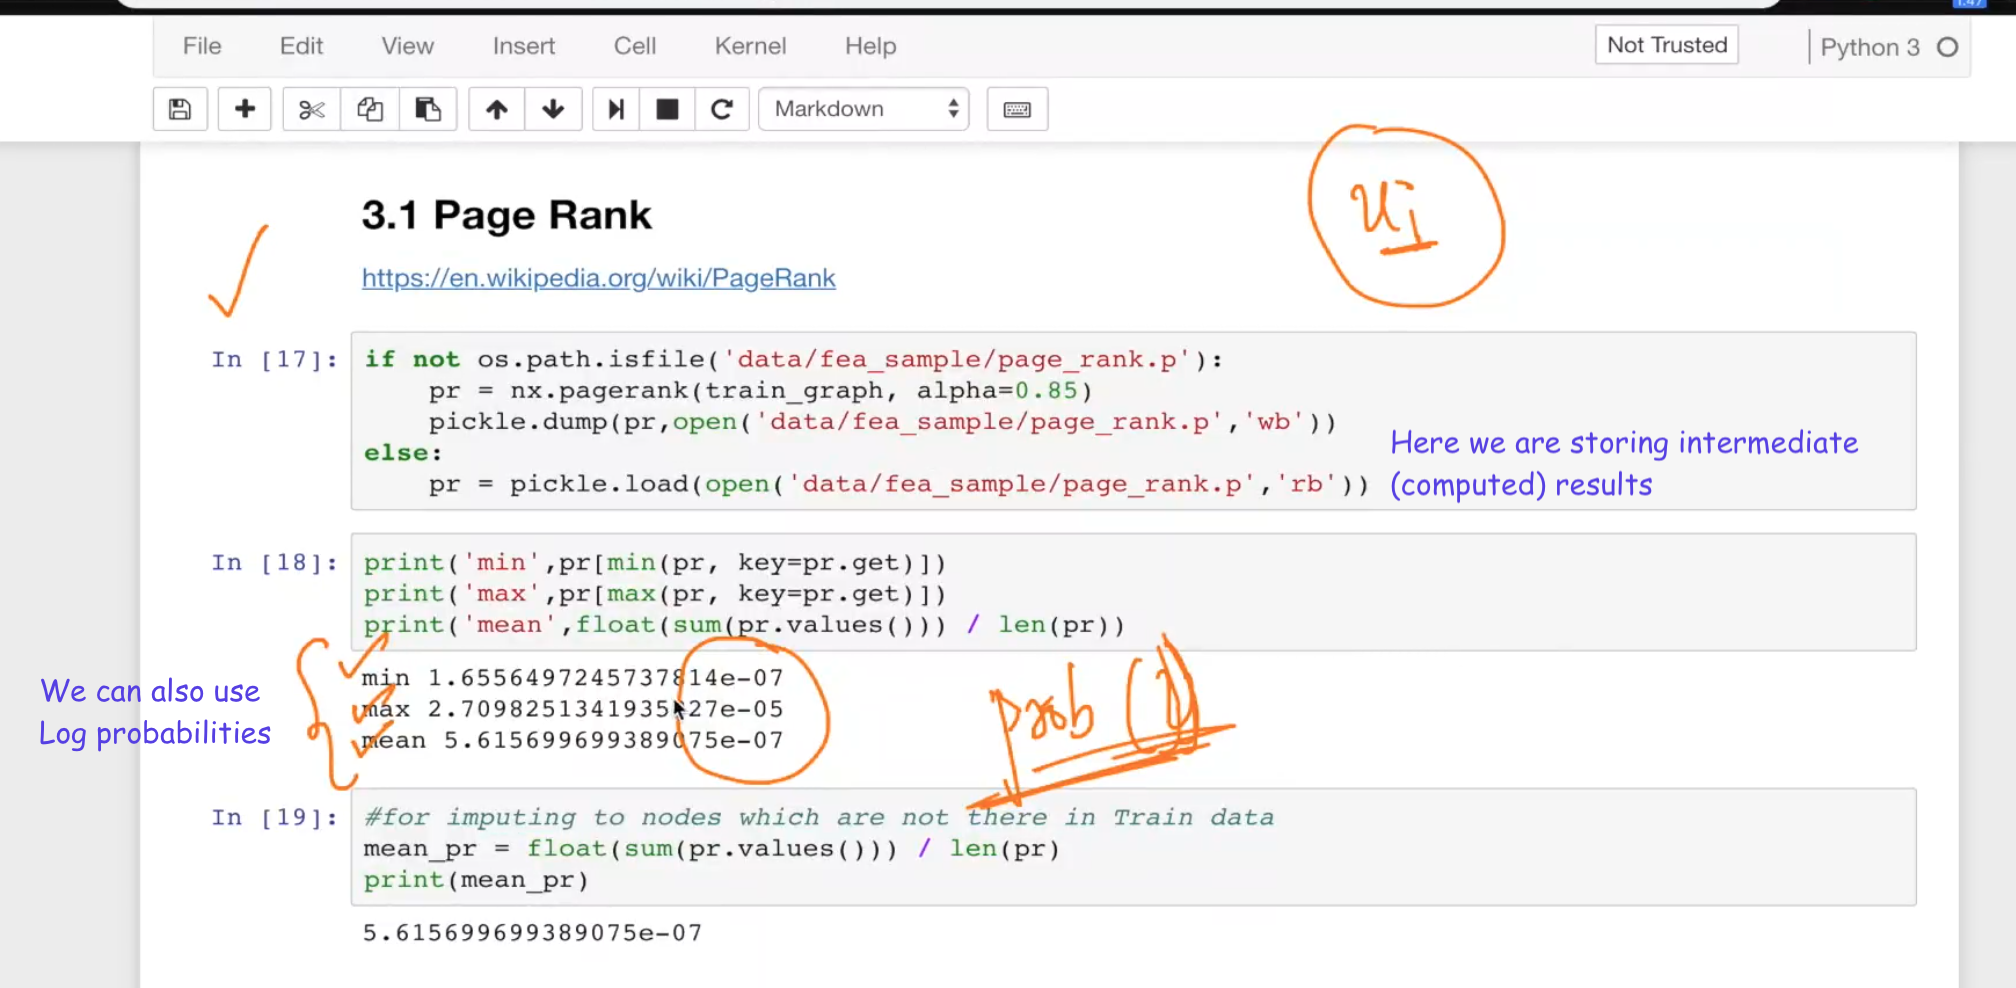 1:47
File Edit View Insert Cell Kernel Help Not Trusted Python 3
Markdown
3.1 Page Rank
ui
https://en.wikipedia.org/wiki/PageRank
In [17]: if not os.path.isfile('data/fea_sample/page_rank.p'):
    pr = nx.pagerank(train_graph, alpha=0.85)
    pickle.dump(pr,open('data/fea_sample/page_rank.p','wb'))
else:
    pr = pickle.load(open('data/fea_sample/page_rank.p','rb'))
Here we are storing intermediate
(computed) results
In [18]: print('min',pr[min(pr, key=pr.get)])
print('max',pr[max(pr, key=pr.get)])
print('mean',float(sum(pr.values())) / len(pr))
We can also use
Log probabilities
min 1.6556497245737814e-07
max 2.7098251341935827e-05
mean 5.615699699389075e-07
prob (1)
In [19]: #for imputing to nodes which are not there in Train data
mean_pr = float(sum(pr.values())) / len(pr)
print(mean_pr)
5.615699699389075e-07